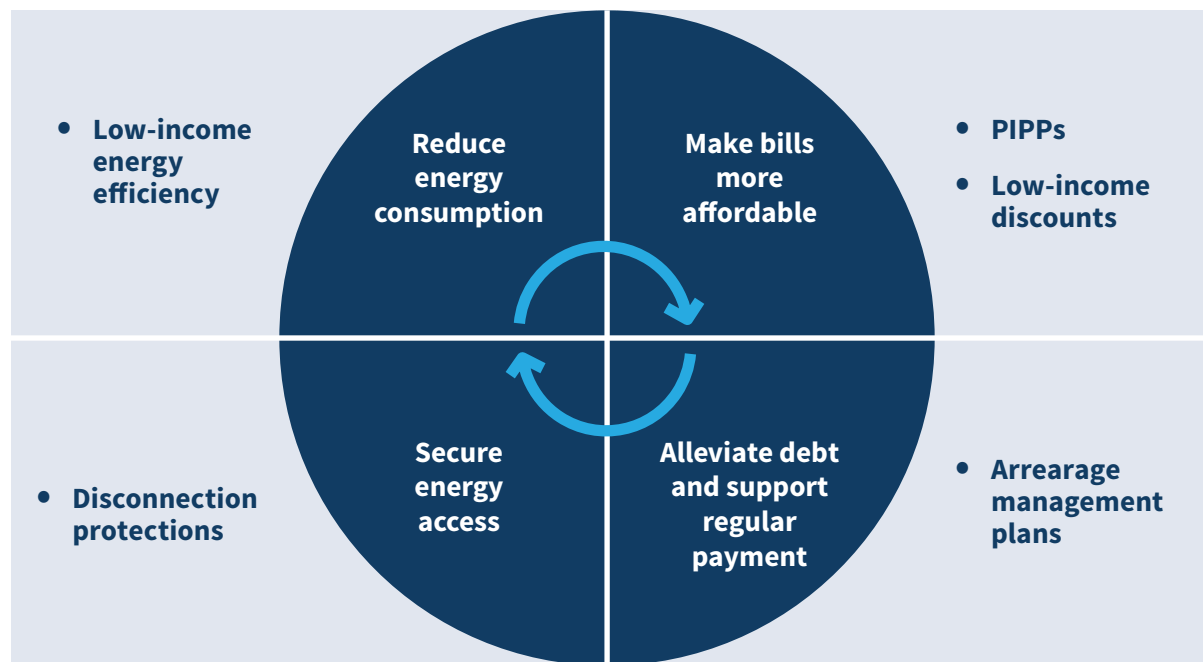 • Low-income
energy
efficiency
Reduce
energy
consumption
Make bills
more
affordable
• PIPPs
• Low-income
discounts
• Disconnection
protections
Secure
energy
access
Alleviate debt
and support
regular
payment
• Arrearage
management
plans